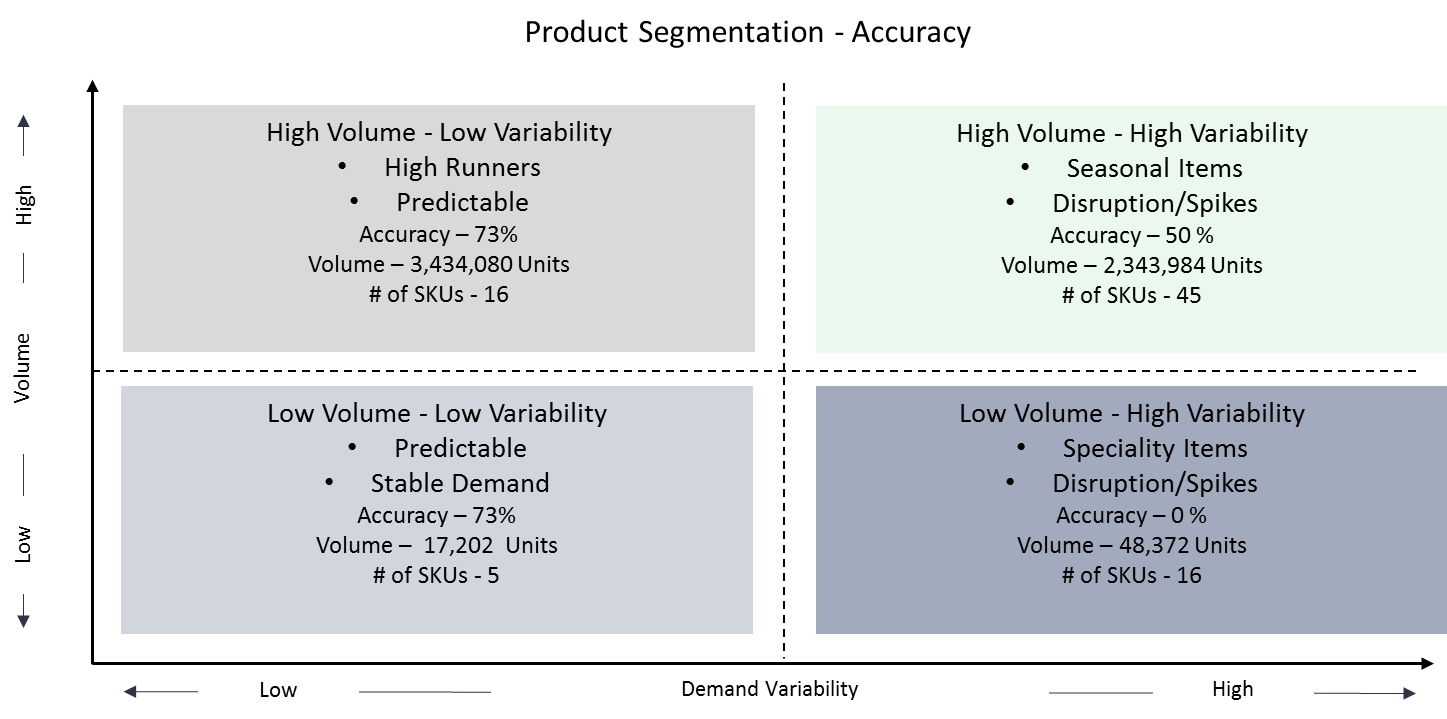 Product Segmentation - Accuracy
High Volume - Low Variability
• High Runners
• Predictable
Accuracy – 73%
Volume – 3,434,080 Units
# of SKUs - 16
High Volume - High Variability
• Seasonal Items
• Disruption/Spikes
Accuracy – 50 %
Volume – 2,343,984 Units
# of SKUs - 45
Low Volume - Low Variability
• Predictable
• Stable Demand
Accuracy – 73%
Volume –  17,202  Units
# of SKUs - 5
Low Volume - High Variability
• Speciality Items
• Disruption/Spikes
Accuracy – 0 %
Volume – 48,372 Units
# of SKUs - 16
High
Volume
Low
Low
Demand Variability
High